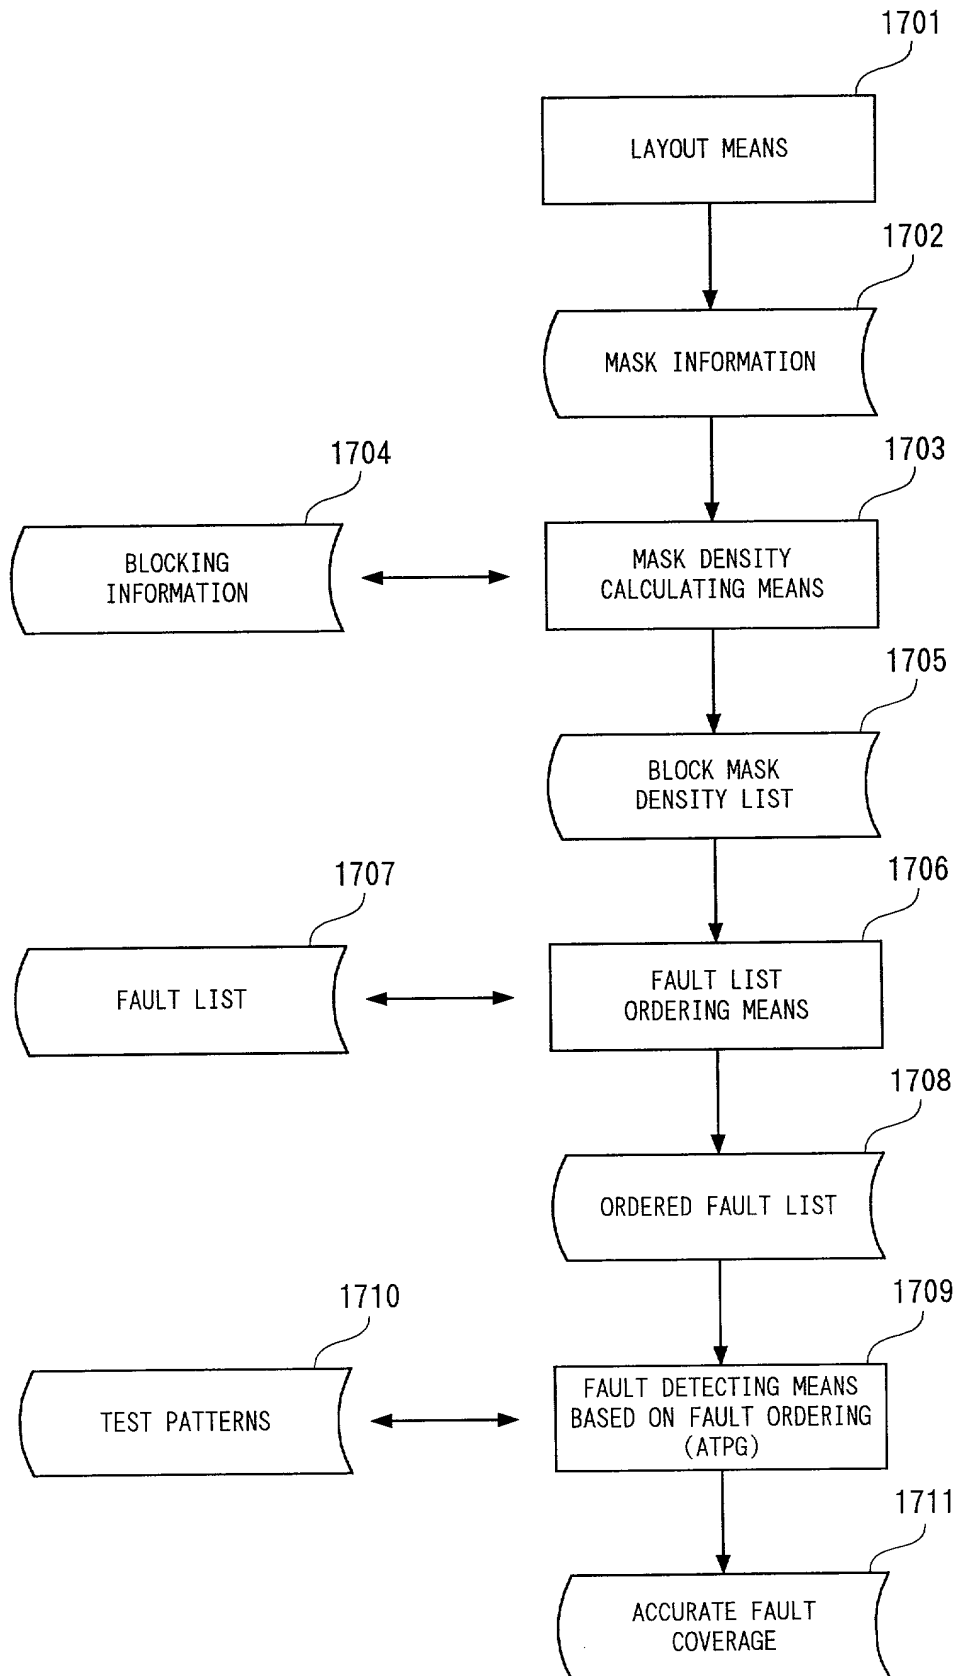 1701
LAYOUT MEANS
1702
MASK INFORMATION
1703
1704
MASK DENSITY
CALCULATING MEANS
BLOCKING
INFORMATION
1705
BLOCK MASK
DENSITY LIST
1706
1707
FAULT LIST
ORDERING MEANS
FAULT LIST
1708
ORDERED FAULT LIST
1709
1710
FAULT DETECTING MEANS
BASED ON FAULT ORDERING
(ATPG)
TEST PATTERNS
1711
ACCURATE FAULT
COVERAGE